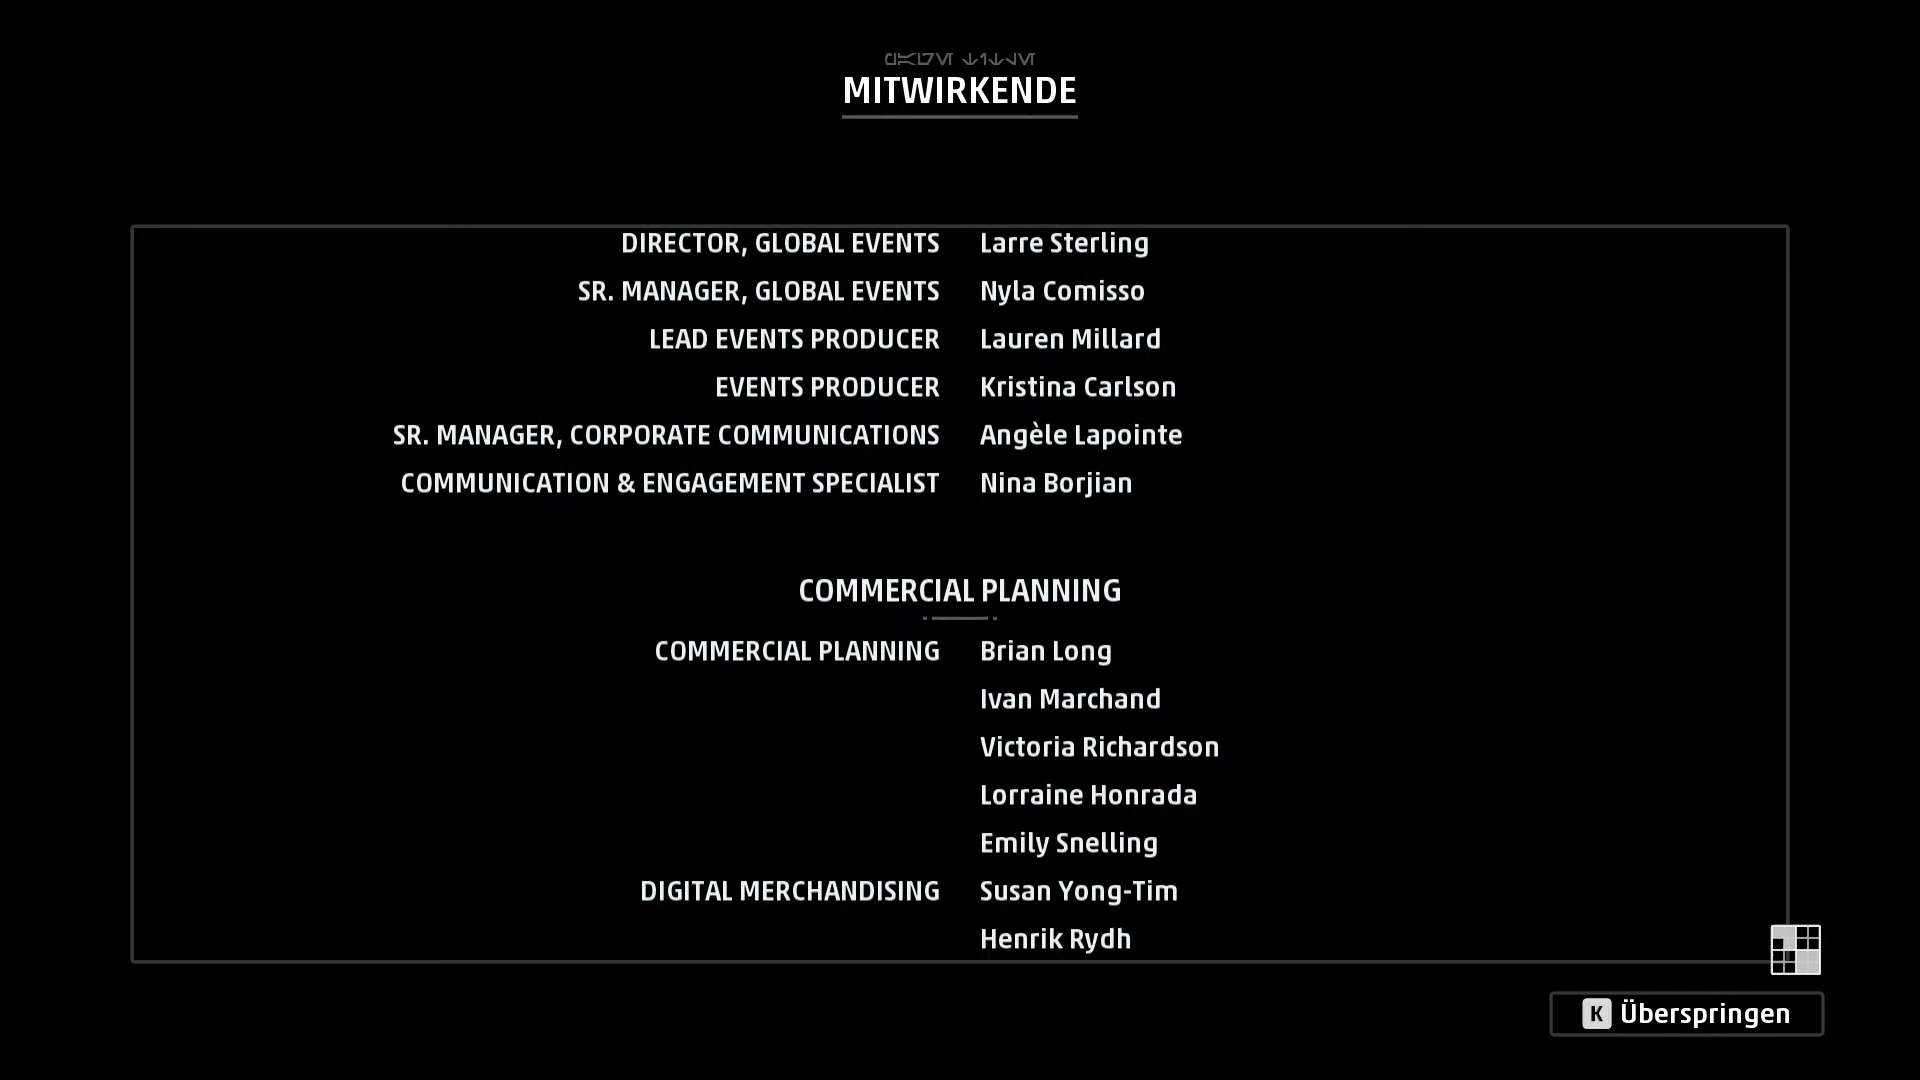 MITWIRKENDE
DIRECTOR, GLOBAL EVENTS Larre Sterling
SR. MANAGER, GLOBAL EVENTS Nyla Comisso
LEAD EVENTS PRODUCER Lauren Millard
EVENTS PRODUCER Kristina Carlson
SR. MANAGER, CORPORATE COMMUNICATIONS Angèle Lapointe
COMMUNICATION & ENGAGEMENT SPECIALIST Nina Borjian
COMMERCIAL PLANNING
COMMERCIAL PLANNING Brian Long
Ivan Marchand
Victoria Richardson
Lorraine Honrada
Emily Snelling
DIGITAL MERCHANDISING Susan Yong-Tim
Henrik Rydh
K Überspringen